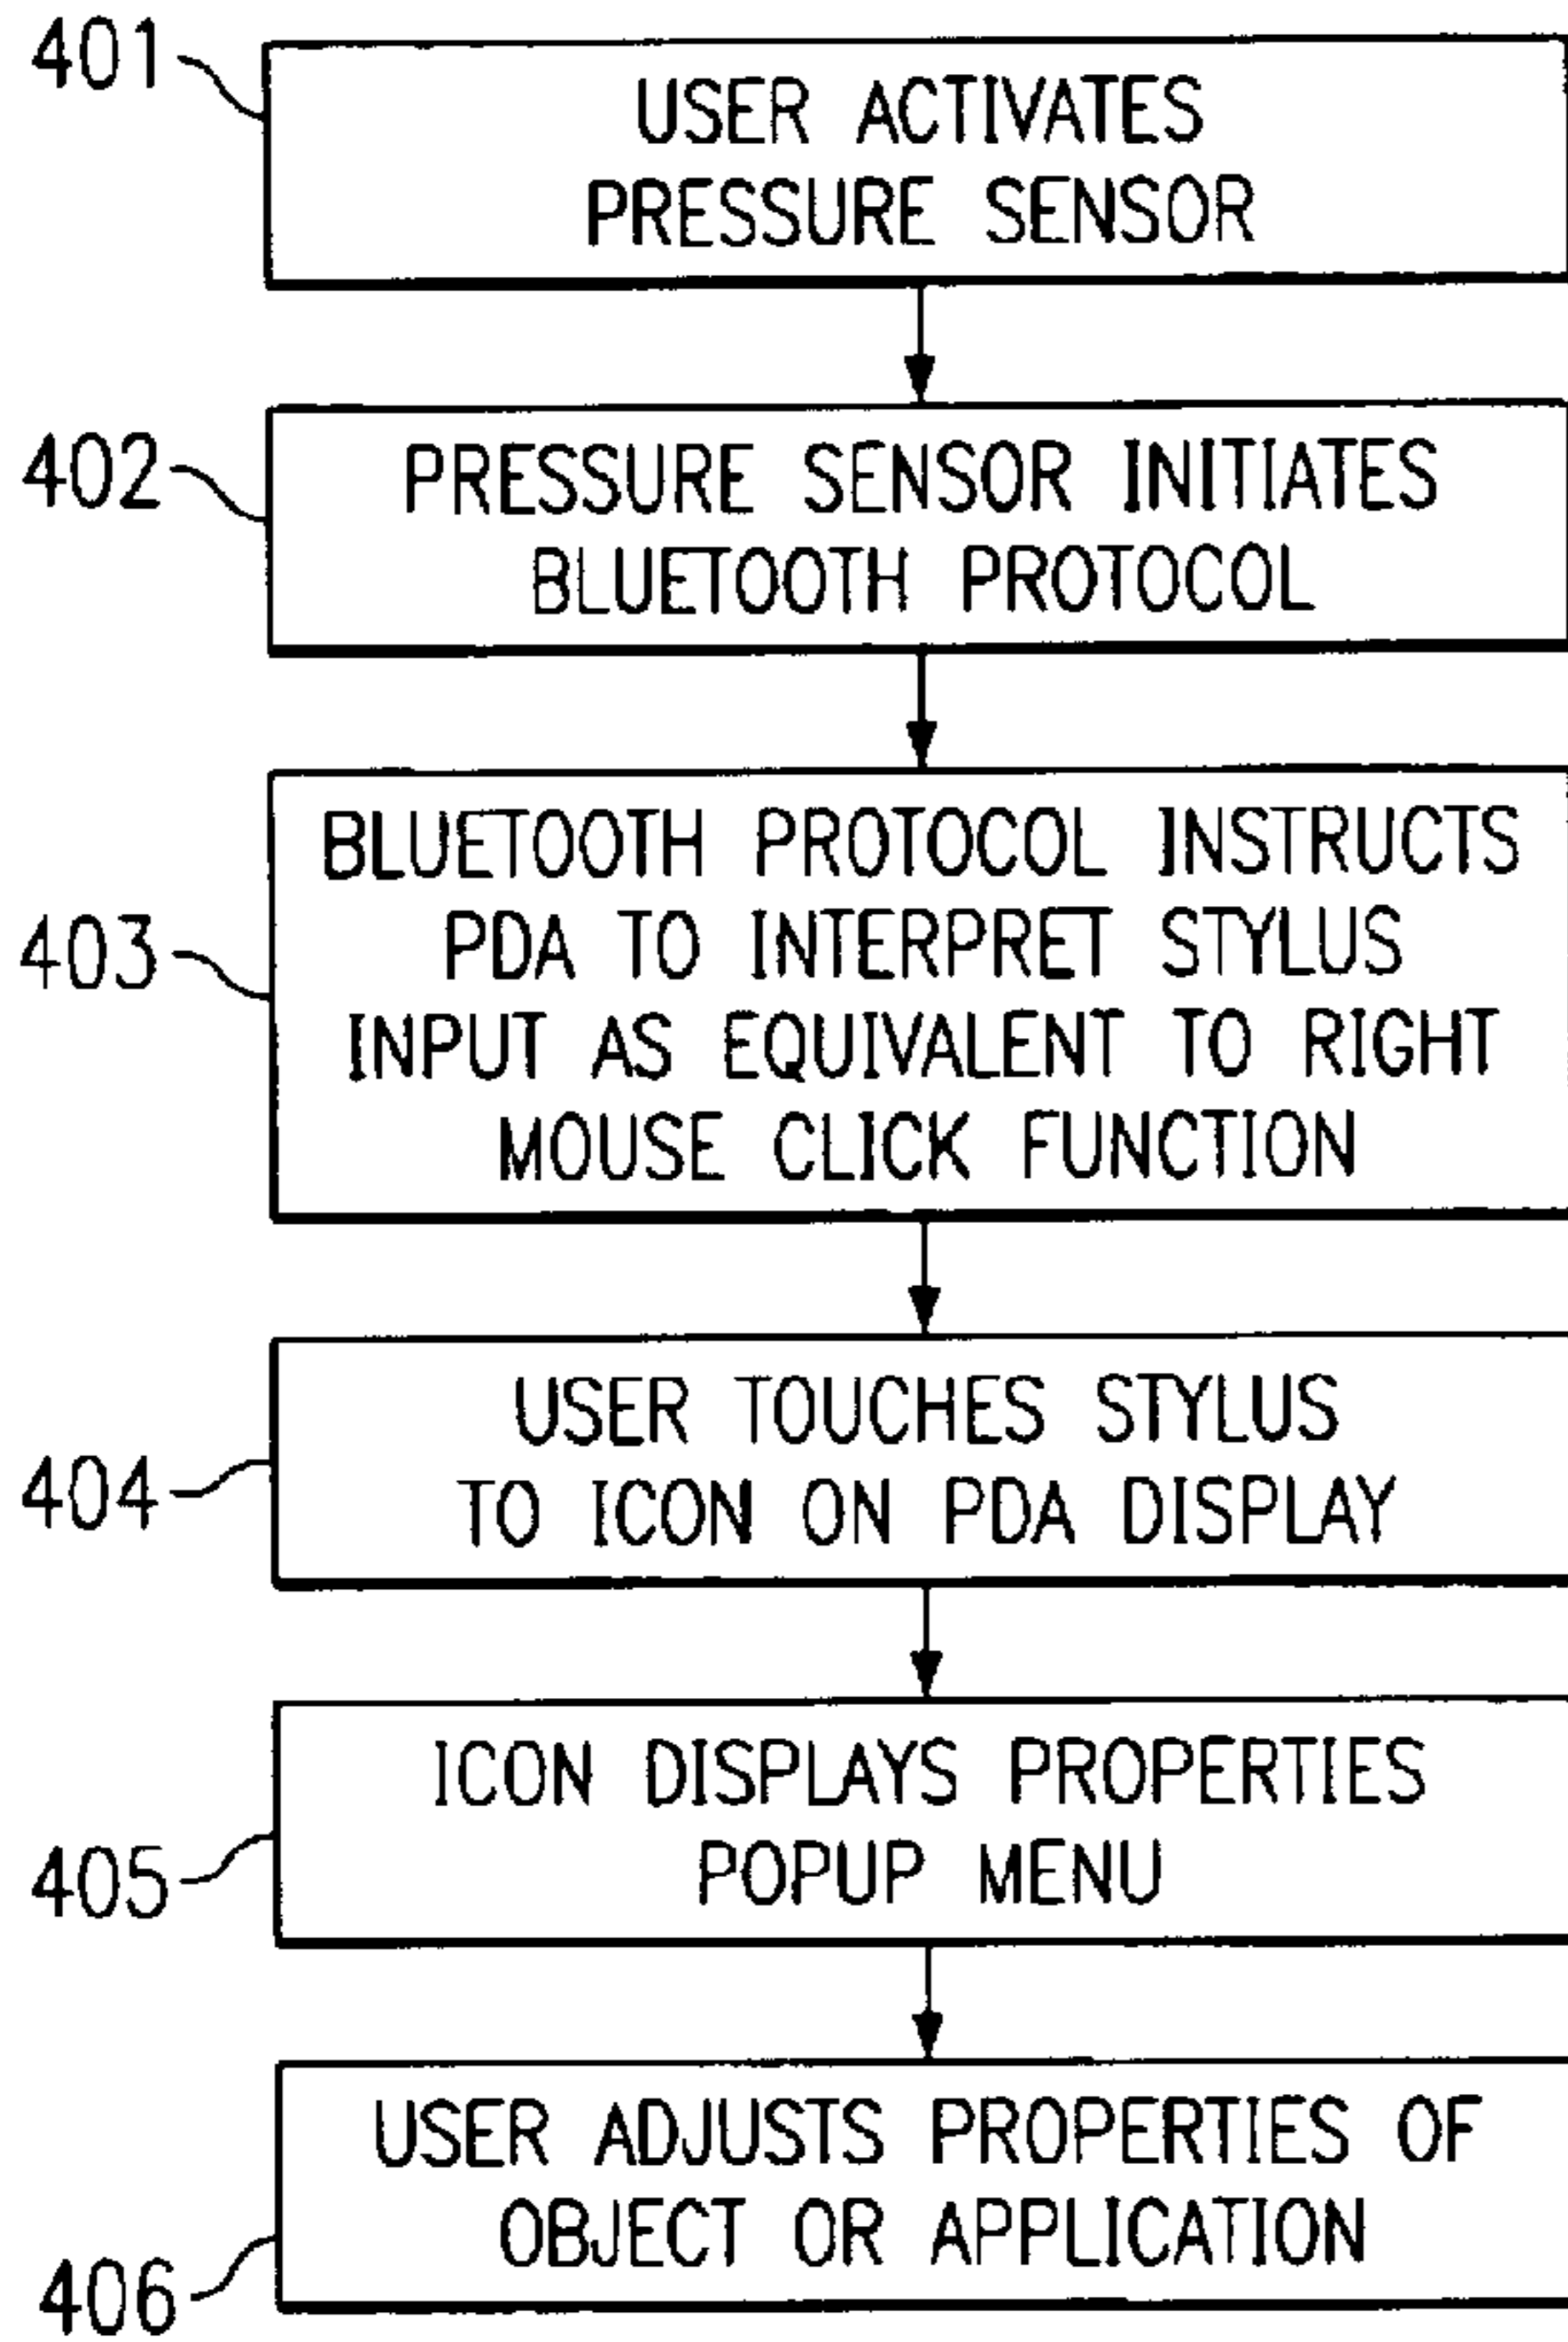 401
USER ACTIVATES
PRESSURE SENSOR
402
PRESSURE SENSOR INITIATES
BLUETOOTH PROTOCOL
403
BLUETOOTH PROTOCOL INSTRUCTS
PDA TO INTERPRET STYLUS
INPUT AS EQUIVALENT TO RIGHT
MOUSE CLICK FUNCTION
404
USER TOUCHES STYLUS
TO ICON ON PDA DISPLAY
405
ICON DISPLAYS PROPERTIES
POPUP MENU
406
USER ADJUSTS PROPERTIES OF
OBJECT OR APPLICATION